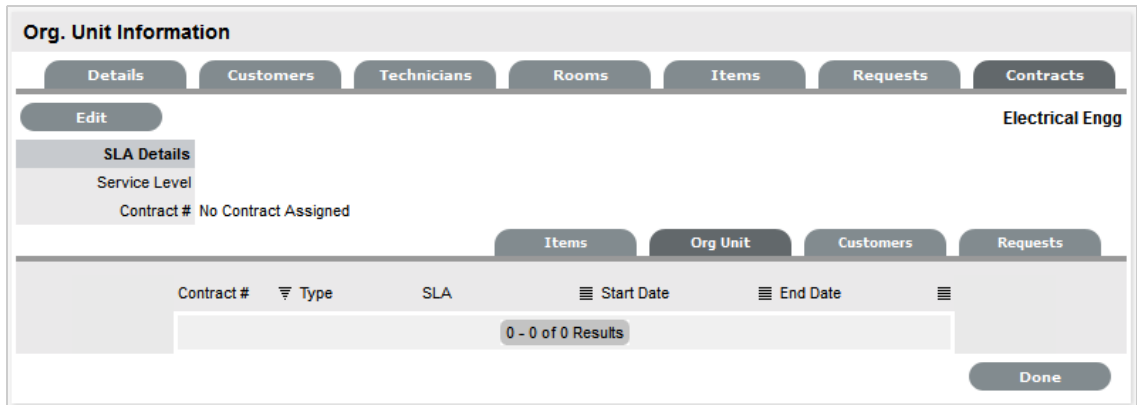 Org. Unit Information
Details Customers Technicians Rooms Items Requests Contracts
Edit Electrical Engg
SLA Details
Service Level
Contract # No Contract Assigned
Items Org Unit Customers Requests
Contract # Type SLA Start Date End Date
0 - 0 of 0 Results
Done